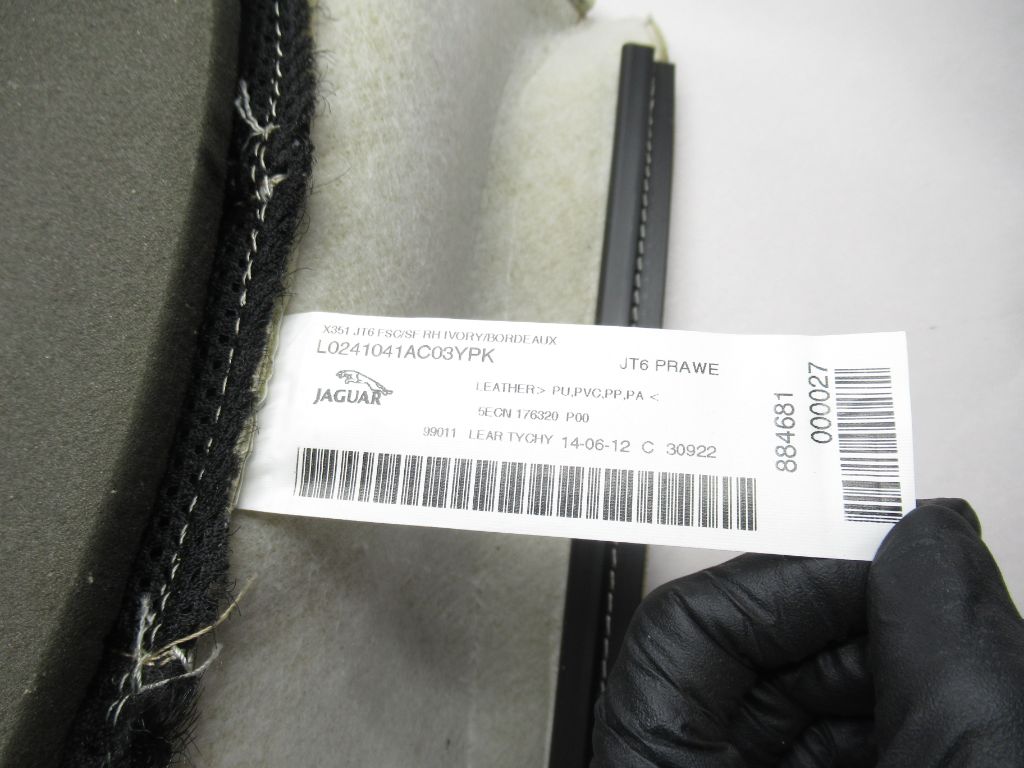 X351 JT6 FSC/SF RH IVORY/BORDEAUX
L0241041AC03YPK
JT6 PRAWE
JAGUAR
LEATHER> PU,PVC,PP,PA <
5ECN 176320 P00
99011 LEAR TYCHY 14-06-12 C 30922
884681
000027